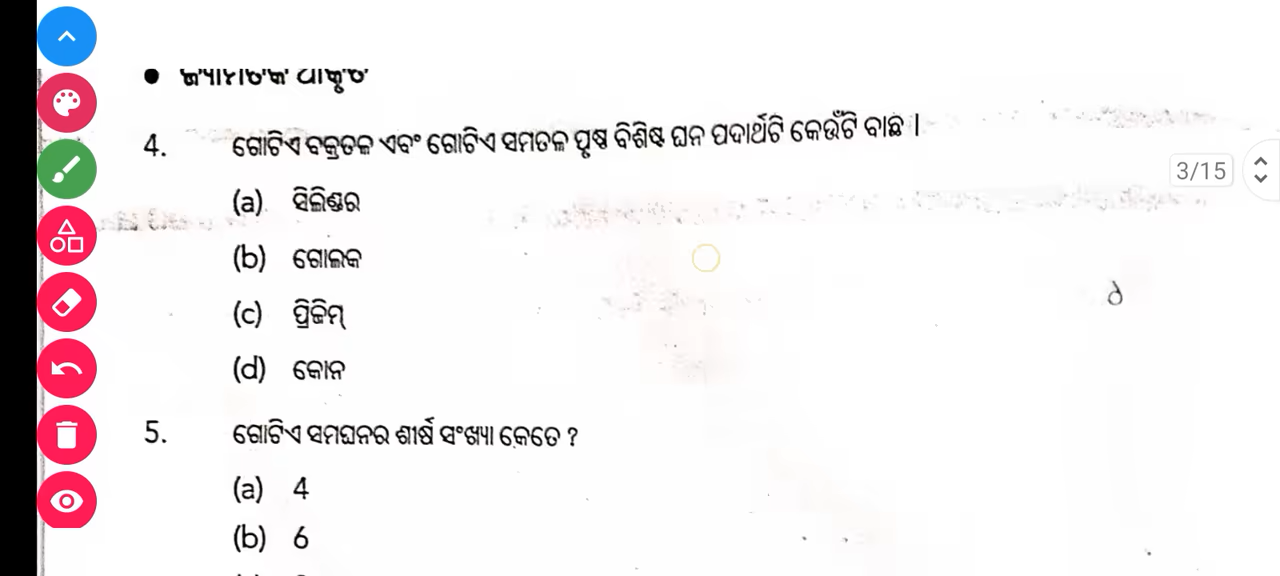 4. ଗୋଟିଏ ବକ୍ରତଳ ଏବଂ ଗୋଟିଏ ସମତଳ ପୃଷ୍ଠ ବିଶିଷ୍ଟ ଘନ ପଦାର୍ଥଟି କେଉଁଟି ବାଛ ।
3/15
(a) ସିଲିଣ୍ଡର
(b) ଗୋଲକ
(c) ପ୍ରିଜିମ୍
(d) କୋନ
5. ଗୋଟିଏ ସମଘନର ଶୀର୍ଷ ସଂଖ୍ୟା କେତେ ?
(a) 4
(b) 6